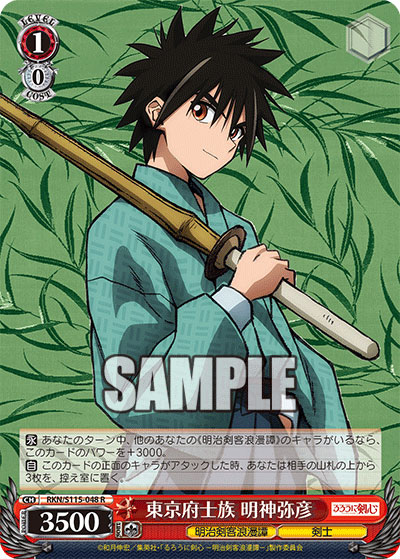 LEVEL
1
0
COST
SAMPLE
永 あなたのターン中、他のあなたの《明治剣客浪漫譚》のキャラがいるなら、
このカードのパワーを+3000。
自 このカードの正面のキャラがアタックした時、あなたは相手の山札の上から
3枚を、控え室に置く。
CH RKN/S115-048 R
3500
東京府士族 明神弥彦
るろうに剣心
明治剣客浪漫譚
剣士
©和月伸宏／集英社・「るろうに剣心 －明治剣客浪漫譚－」製作委員会